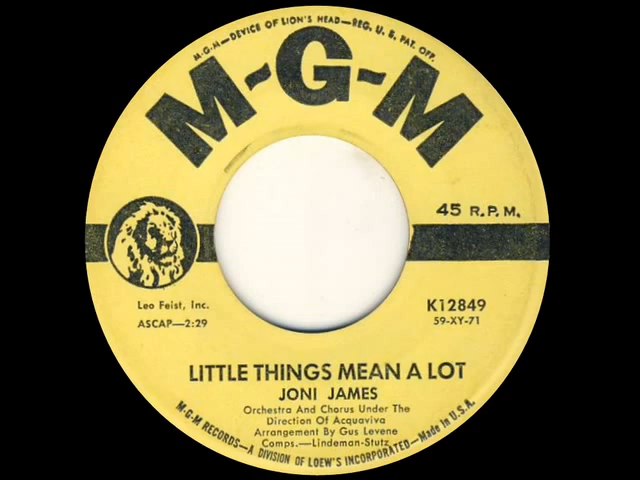 M-G-M—DEVICE OF LION'S HEAD—REG. U. S. PAT. OFF.
M-G-M
45 R.P.M.
Leo Feist, Inc.
ASCAP—2:29
K12849
59-XY-71
LITTLE THINGS MEAN A LOT
JONI JAMES
Orchestra And Chorus Under The
Direction Of Acquaviva
Arrangement By Gus Levene
Comps.—Lindeman-Stutz
M-G-M RECORDS—A DIVISION OF LOEW'S INCORPORATED—Made In U.S.A.